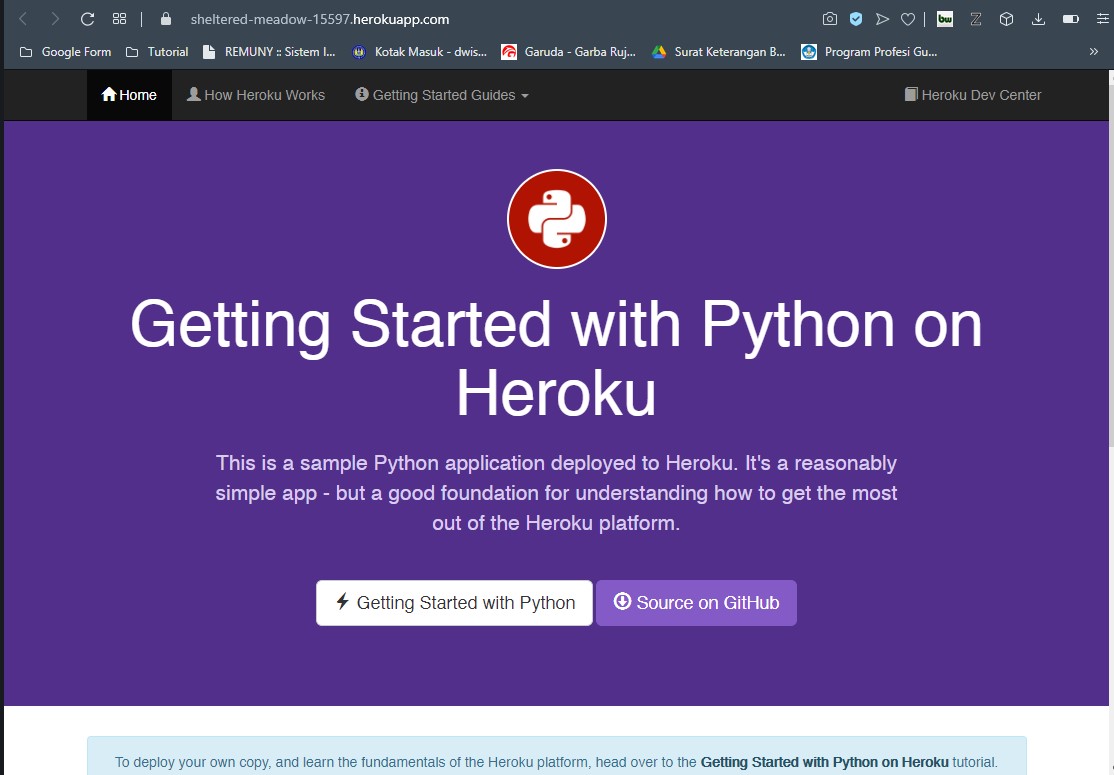 sheltered-meadow-15597.herokuapp.com
bw
Z
Google Form Tutorial REMUNY :: Sistem I... Kotak Masuk - dwis... Garuda - Garba Ruj... Surat Keterangan B... Program Profesi Gu... »
Home How Heroku Works Getting Started Guides Heroku Dev Center
Getting Started with Python on
Heroku
This is a sample Python application deployed to Heroku. It's a reasonably
simple app - but a good foundation for understanding how to get the most
out of the Heroku platform.
Getting Started with Python Source on GitHub
To deploy your own copy, and learn the fundamentals of the Heroku platform, head over to the Getting Started with Python on Heroku tutorial.